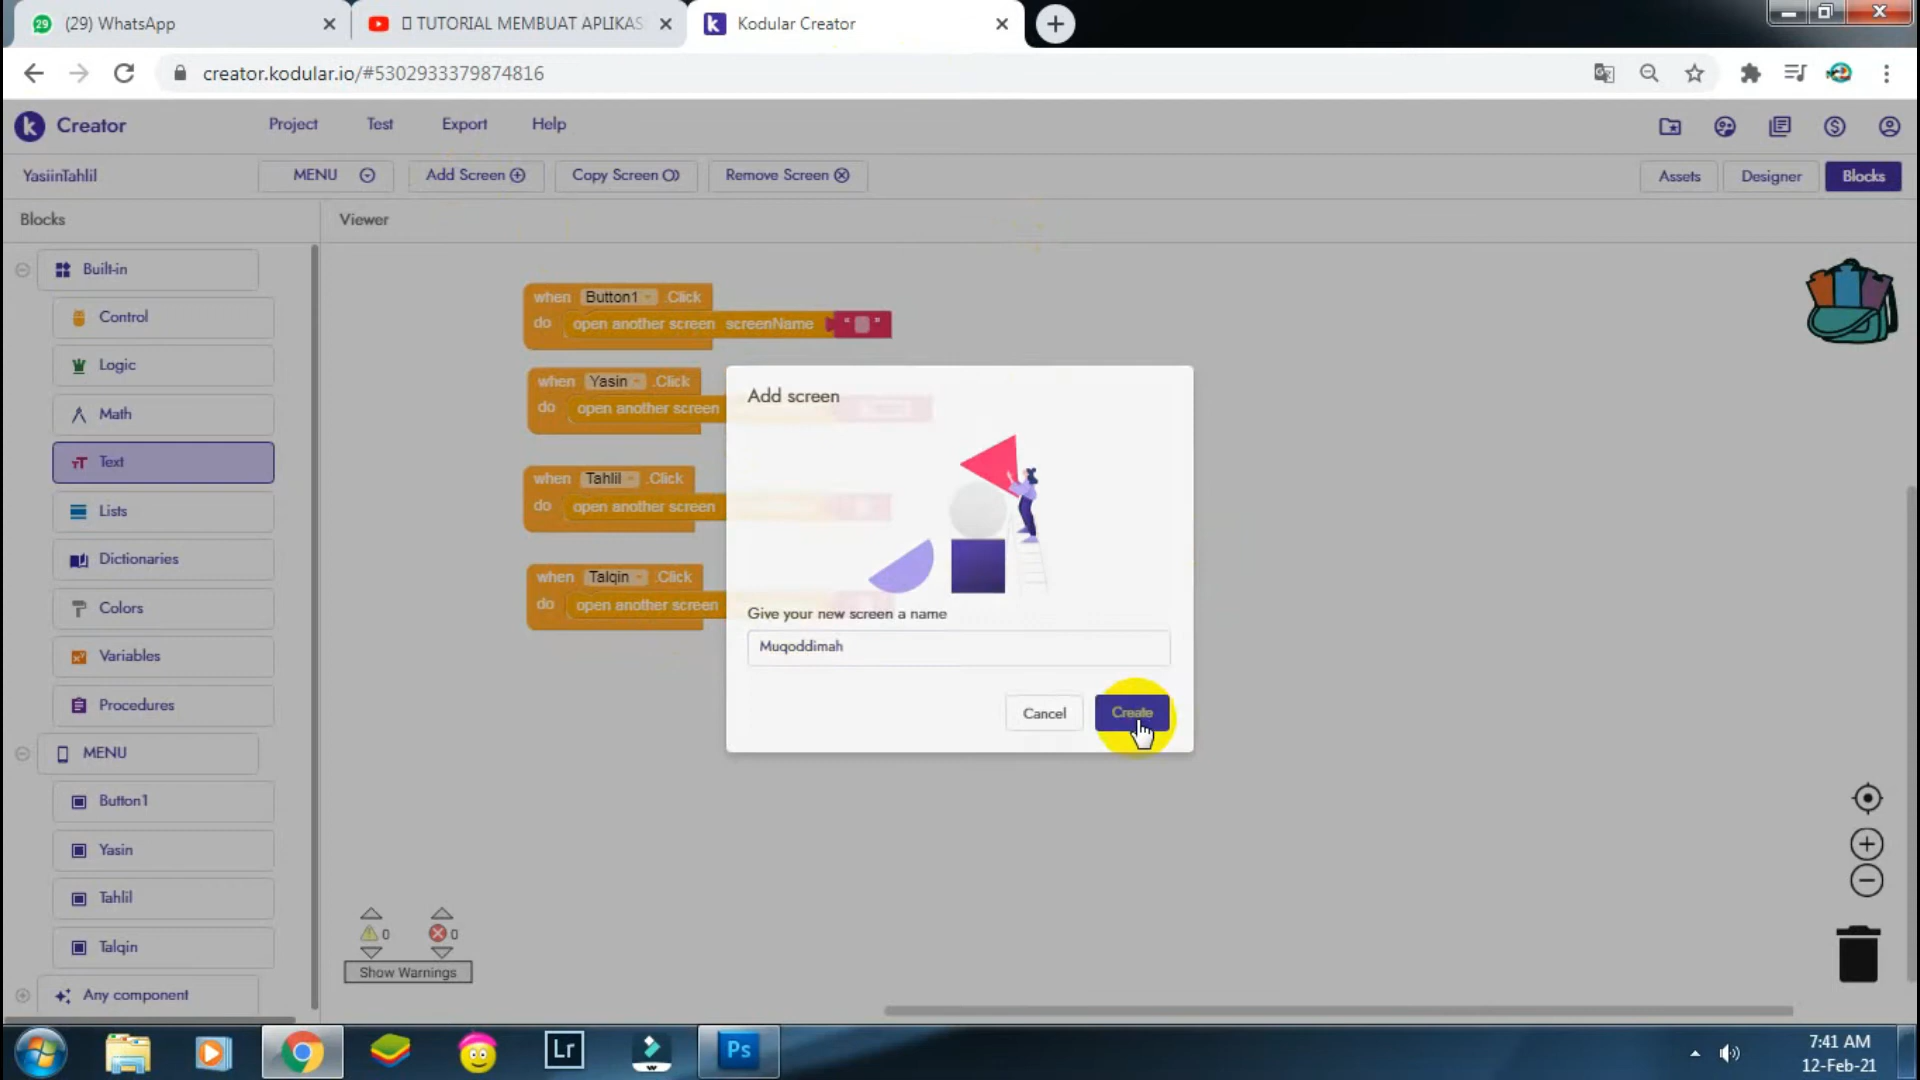 (29) WhatsApp
TUTORIAL MEMBUAT APLIKAS
Kodular Creator
creator.kodular.io/#5302933379874816
Creator
Project
Test
Export
Help
YasiinTahlil
MENU
Add Screen
Copy Screen
Remove Screen
Assets
Designer
Blocks
Blocks
Viewer
Built-in
Control
Logic
Math
Text
Lists
Dictionaries
Colors
Variables
Procedures
MENU
Button1
Yasin
Tahlil
Talqin
Any component
when Button1 .Click
do open another screen screenName " "
when Yasin .Click
do open another screen
when Tahlil .Click
do open another screen
when Talqin .Click
do open another screen
Add screen
Give your new screen a name
Muqoddimah
Cancel
Create
0
0
Show Warnings
Lr
Ps
7:41 AM
12-Feb-21